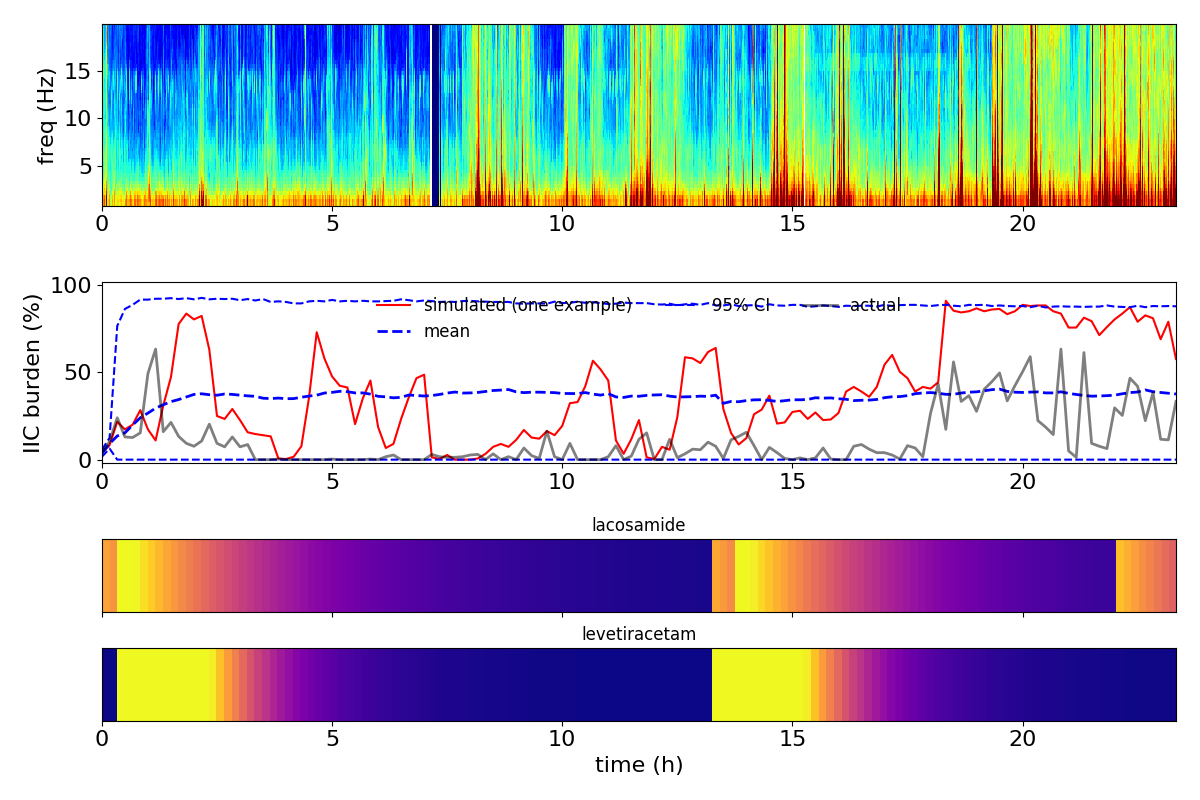 freq (Hz)
15
10
5
0 5 10 15 20
IIC burden (%)
100
50
0
simulated (one example) 95% CI actual
mean
0 5 10 15 20
lacosamide
levetiracetam
0 5 10 15 20
time (h)